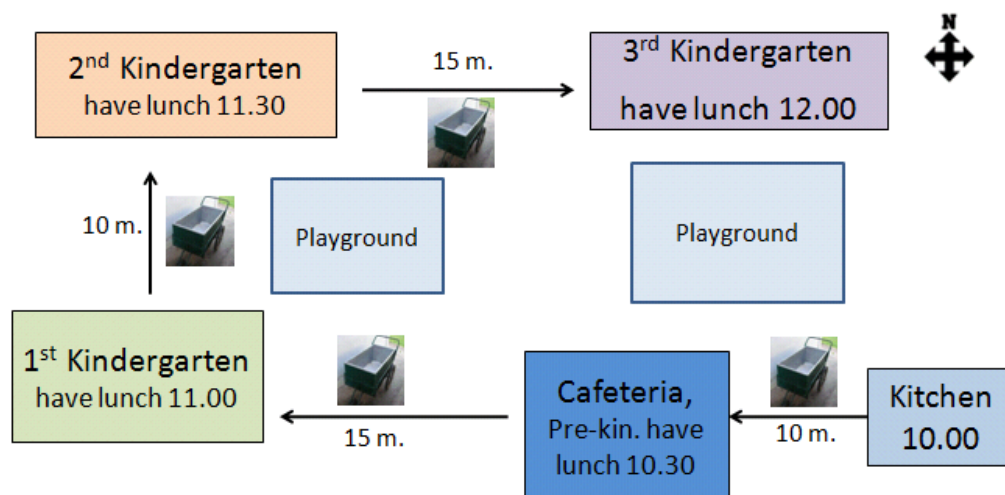 N
2nd Kindergarten
have lunch 11.30
15 m.
3rd Kindergarten
have lunch 12.00
10 m.
Playground
Playground
1st Kindergarten
have lunch 11.00
15 m.
Cafeteria,
Pre-kin. have
lunch 10.30
10 m.
Kitchen
10.00